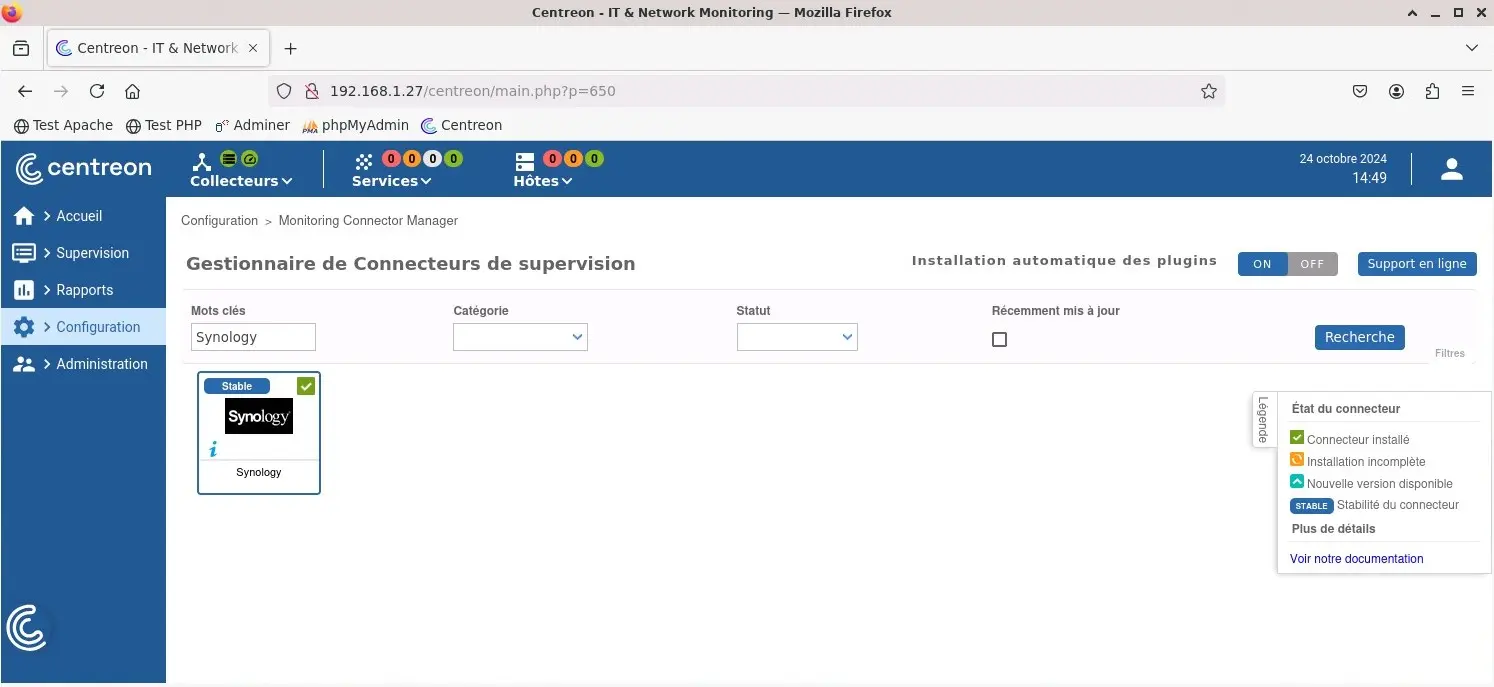 Centreon - IT & Network Monitoring — Mozilla Firefox
Centreon - IT & Network
192.168.1.27/centreon/main.php?p=650
Test Apache Test PHP Adminer phpMyAdmin Centreon
centreon
Collecteurs
0 0 0 0
Services
0 0 0
Hôtes
24 octobre 2024
14:49
Accueil
Supervision
Rapports
Configuration
Administration
Configuration > Monitoring Connector Manager
Gestionnaire de Connecteurs de supervision
Installation automatique des plugins
ON OFF
Support en ligne
Mots clés Catégorie Statut Récemment mis à jour
Synology
Recherche
Filtres
Stable
Synology
i
Synology
Légende
État du connecteur
Connecteur installé
Installation incomplète
Nouvelle version disponible
STABLE Stabilité du connecteur
Plus de détails
Voir notre documentation